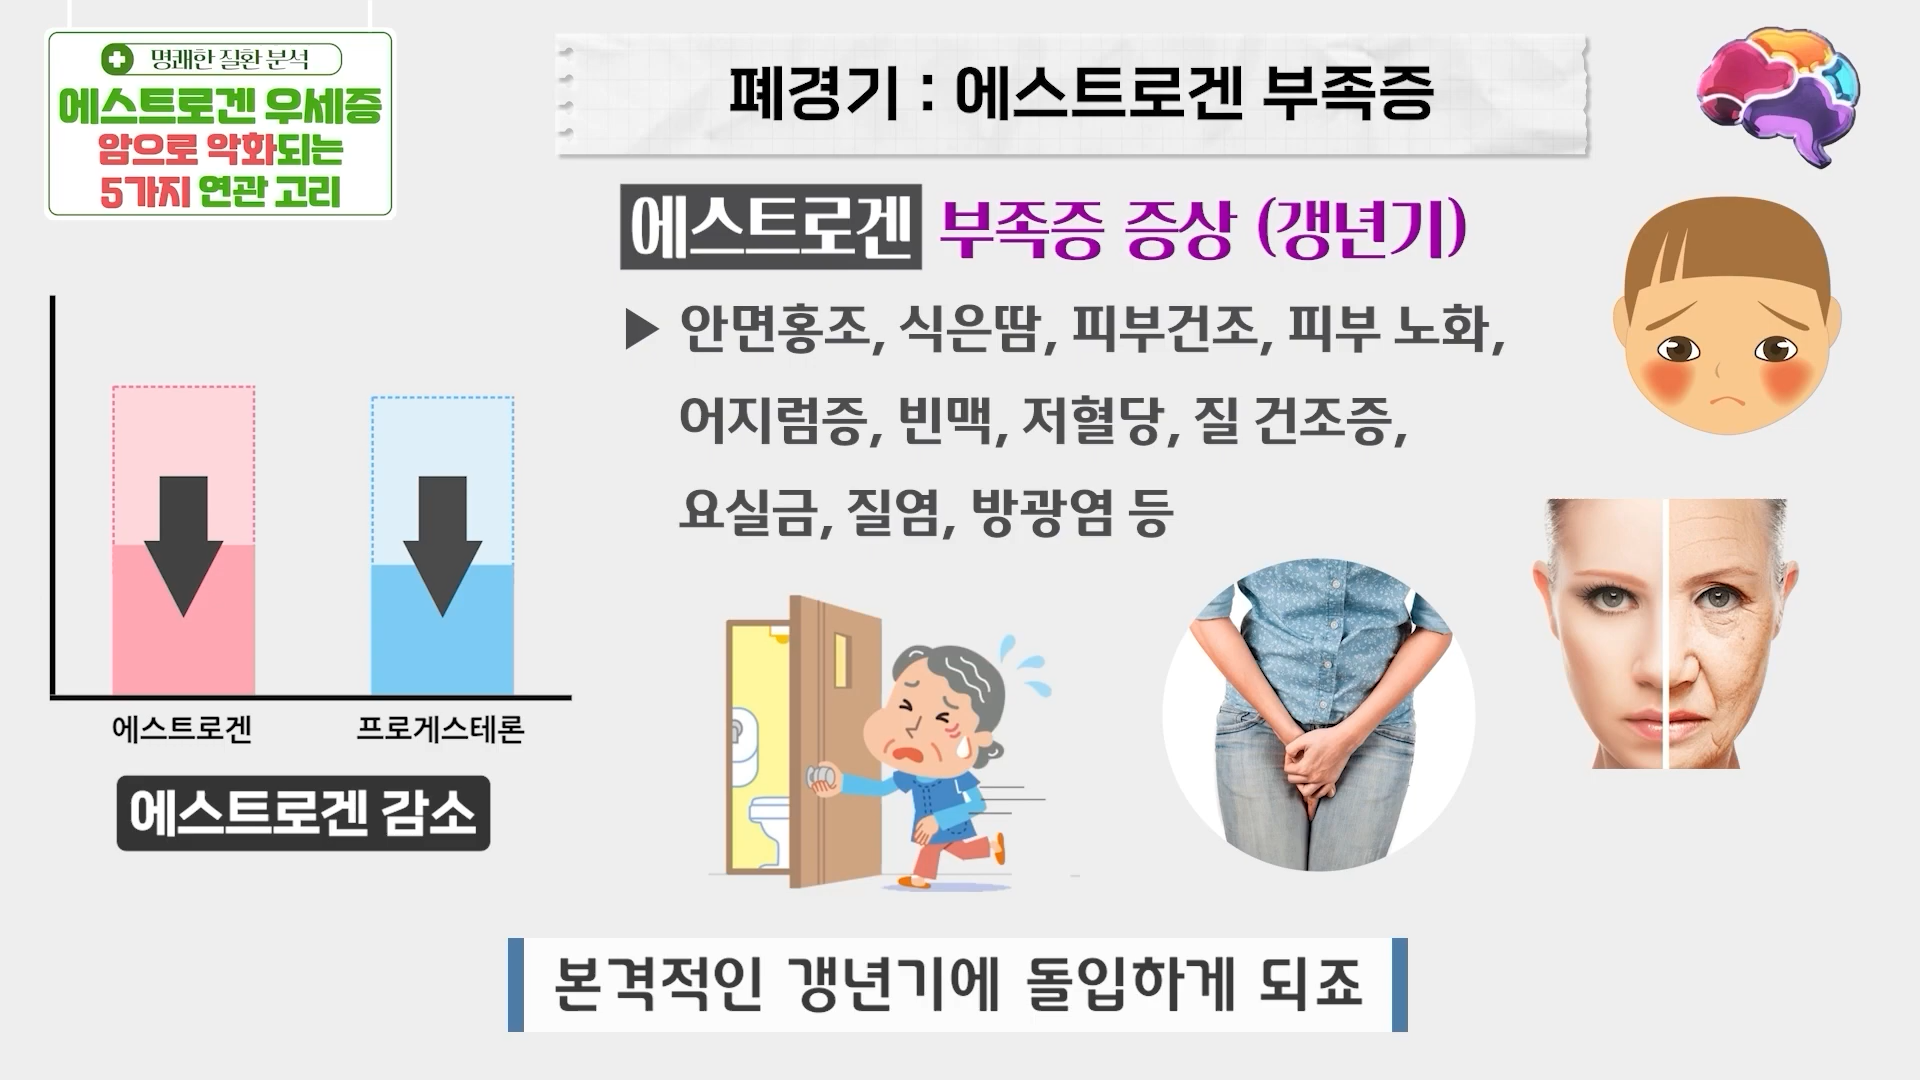 명쾌한 질환 분석
에스트로겐 우세증
암으로 악화되는
5가지 연관 고리
폐경기 : 에스트로겐 부족증
에스트로겐 부족증 증상 (갱년기)
▶ 안면홍조, 식은땀, 피부건조, 피부 노화,
어지럼증, 빈맥, 저혈당, 질 건조증,
요실금, 질염, 방광염 등
에스트로겐 프로게스테론
에스트로겐 감소
본격적인 갱년기에 돌입하게 되죠